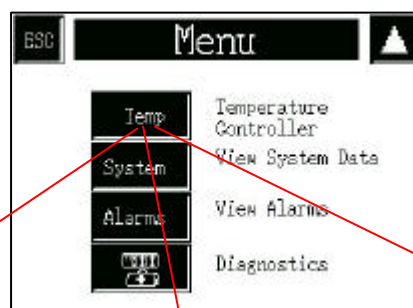 ESC Menu
Temp Temperature
Controller
System View System Data
Alarms View Alarms
Diagnostics